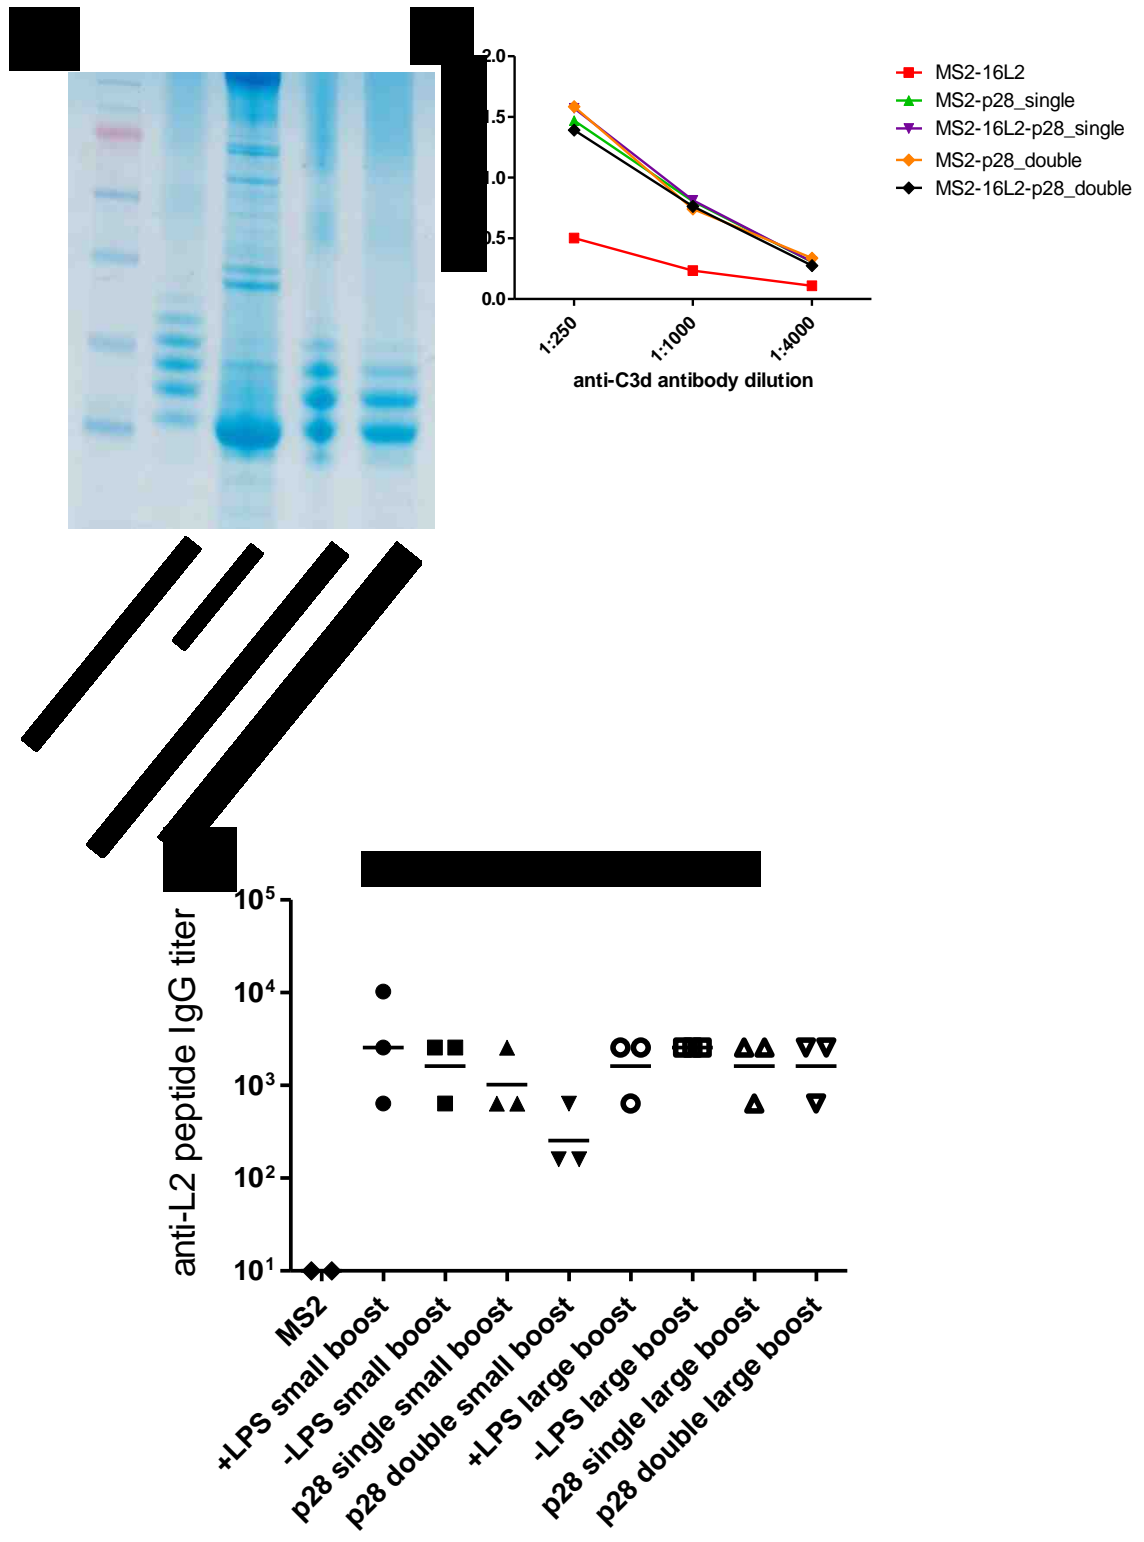 2.0
1.5
1.0
0.5
0.0
1:250
1:1000
1:4000
anti-C3d antibody dilution
MS2-16L2
MS2-p28_single
MS2-16L2-p28_single
MS2-p28_double
MS2-16L2-p28_double
anti-L2 peptide IgG titer
10⁵
10⁴
10³
10²
10¹
MS2
+LPS small boost
-LPS small boost
p28 single small boost
p28 double small boost
+LPS large boost
-LPS large boost
p28 single large boost
p28 double large boost